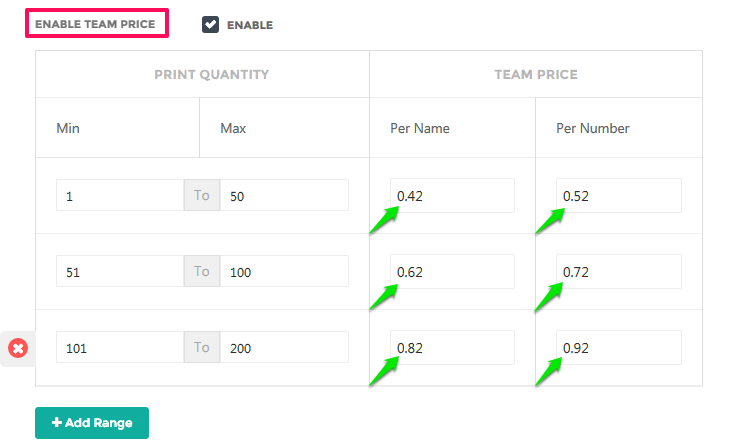 ENABLE TEAM PRICE ENABLE
PRINT QUANTITY TEAM PRICE
Min Max Per Name Per Number
1 To 50 0.42 0.52
51 To 100 0.62 0.72
101 To 200 0.82 0.92
+ Add Range